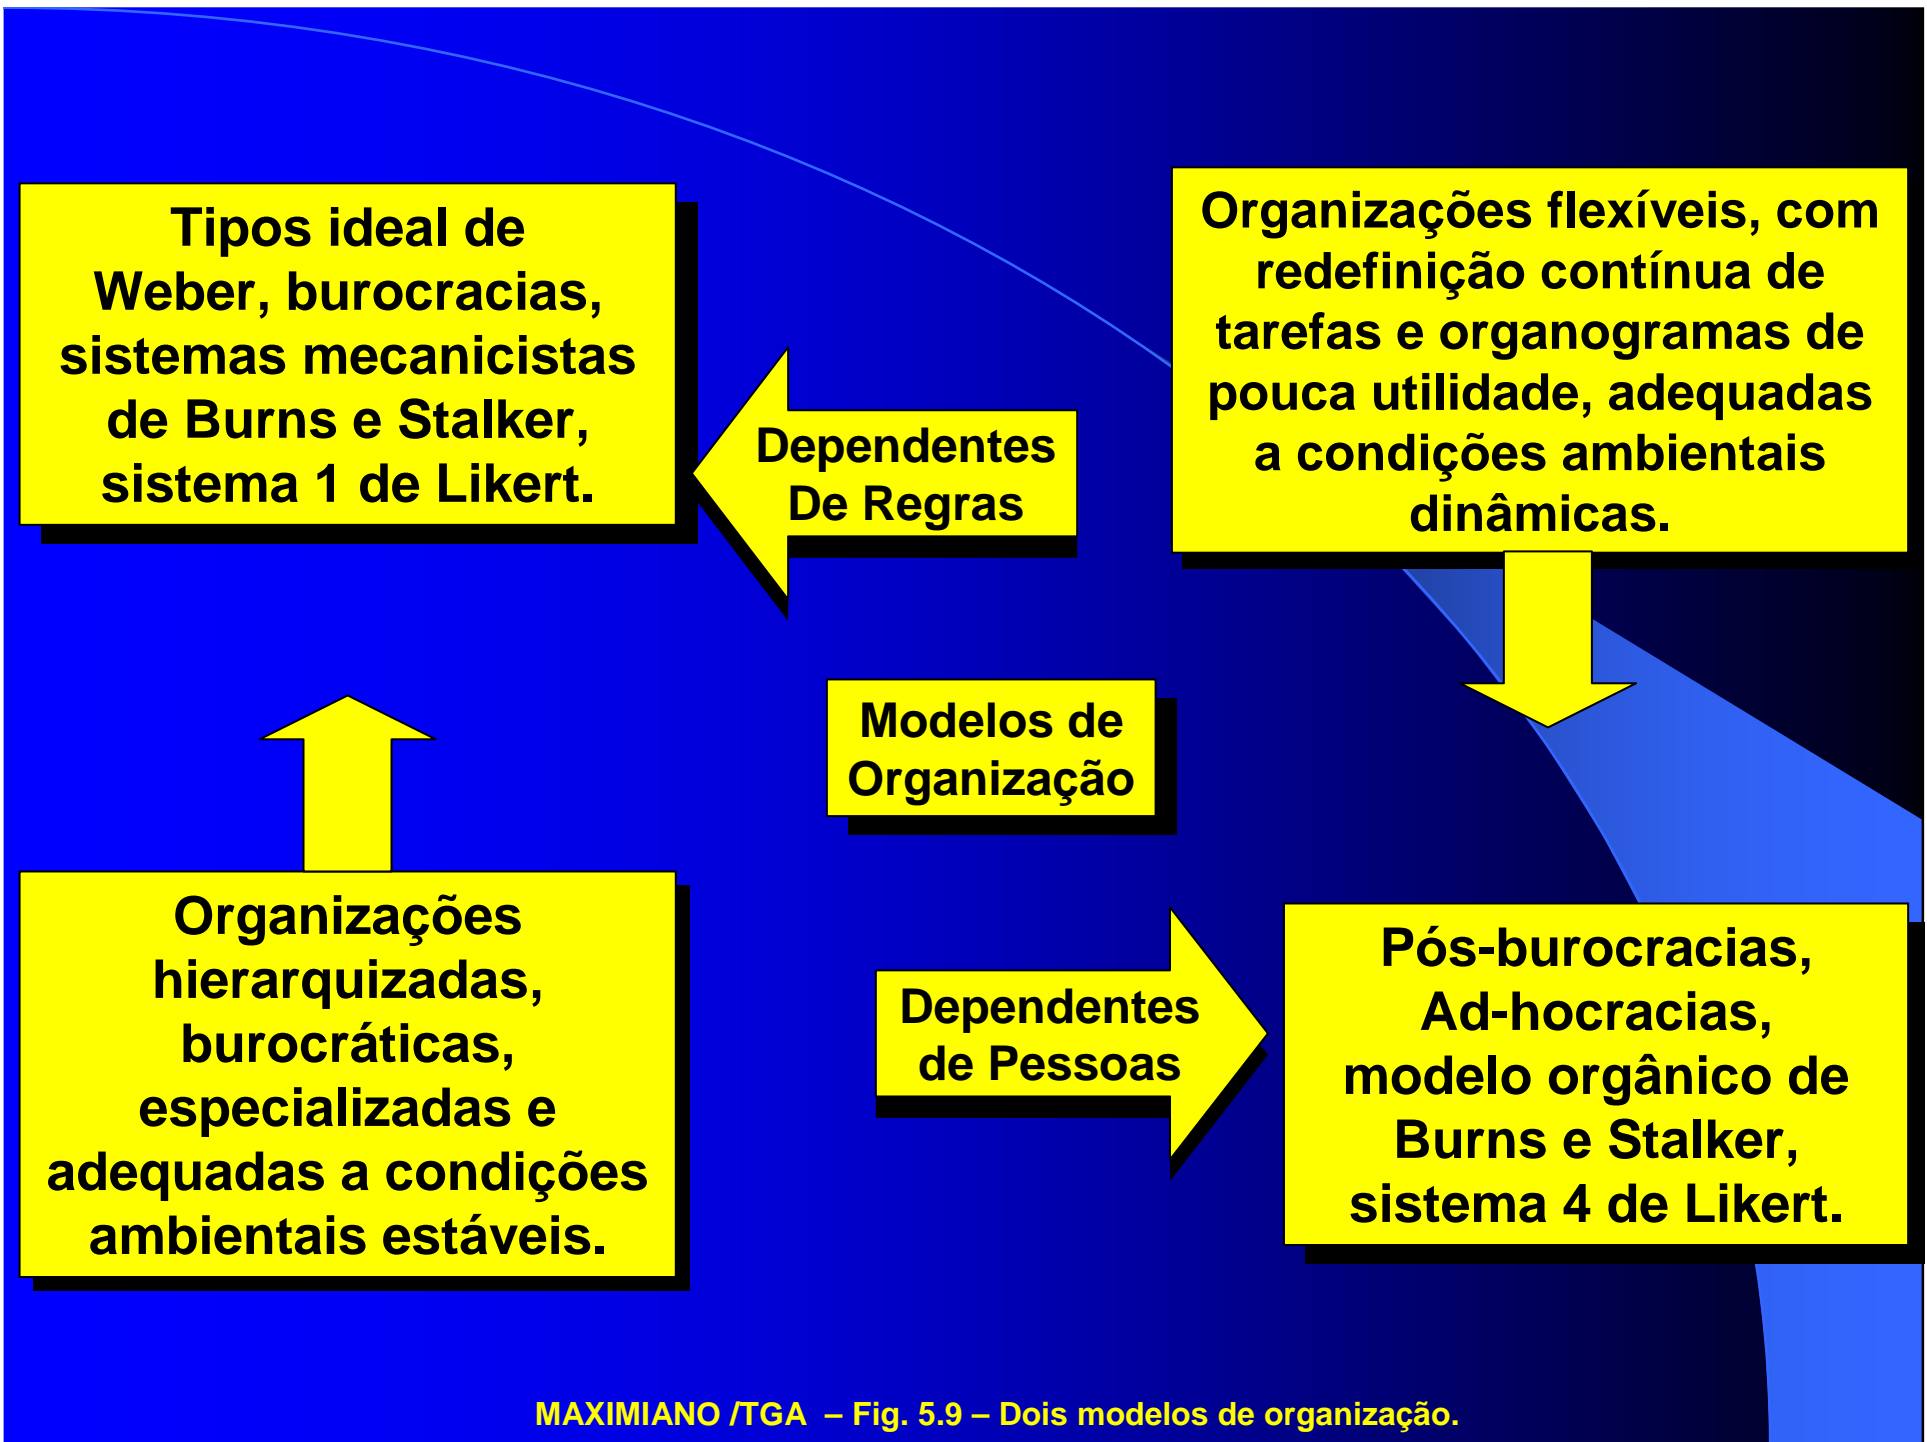 Tipos ideal de
Weber, burocracias,
sistemas mecanicistas
de Burns e Stalker,
sistema 1 de Likert.
Dependentes
De Regras
Organizações flexíveis, com
redefinição contínua de
tarefas e organogramas de
pouca utilidade, adequadas
a condições ambientais
dinâmicas.
Modelos de
Organização
Organizações
hierarquizadas,
burocráticas,
especializadas e
adequadas a condições
ambientais estáveis.
Dependentes
de Pessoas
Pós-burocracias,
Ad-hocracias,
modelo orgânico de
Burns e Stalker,
sistema 4 de Likert.
MAXIMIANO /TGA – Fig. 5.9 – Dois modelos de organização.